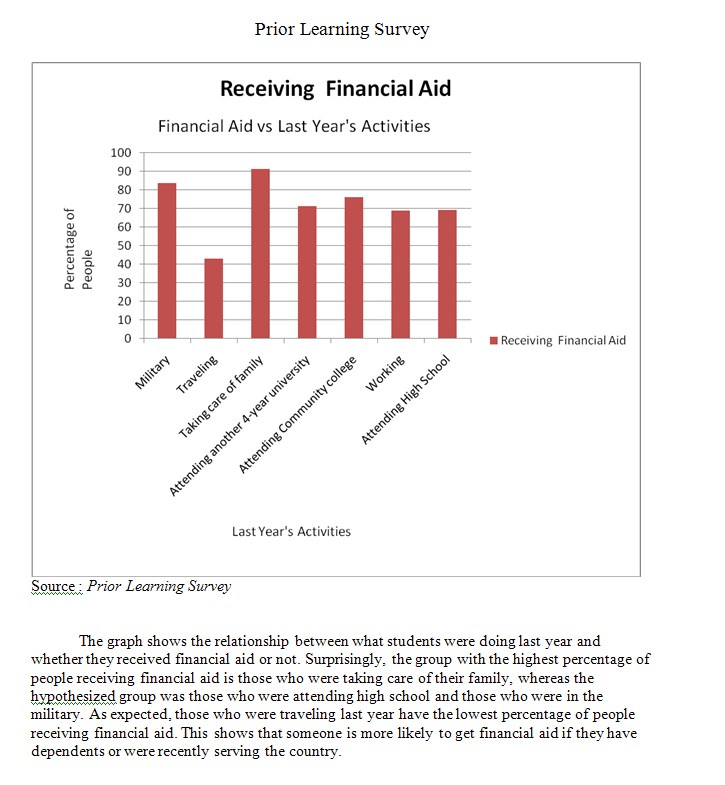 Prior Learning Survey
Receiving Financial Aid
Financial Aid vs Last Year's Activities
Percentage of
People
100
90
80
70
60
50
40
30
20
10
0
Military
Traveling
Taking care of family
Attending another 4-year university
Attending Community college
Working
Attending High School
Receiving Financial Aid
Last Year's Activities
Source : Prior Learning Survey
The graph shows the relationship between what students were doing last year and
whether they received financial aid or not. Surprisingly, the group with the highest percentage of
people receiving financial aid is those who were taking care of their family, whereas the
hypothesized group was those who were attending high school and those who were in the
military. As expected, those who were traveling last year have the lowest percentage of people
receiving financial aid. This shows that someone is more likely to get financial aid if they have
dependents or were recently serving the country.